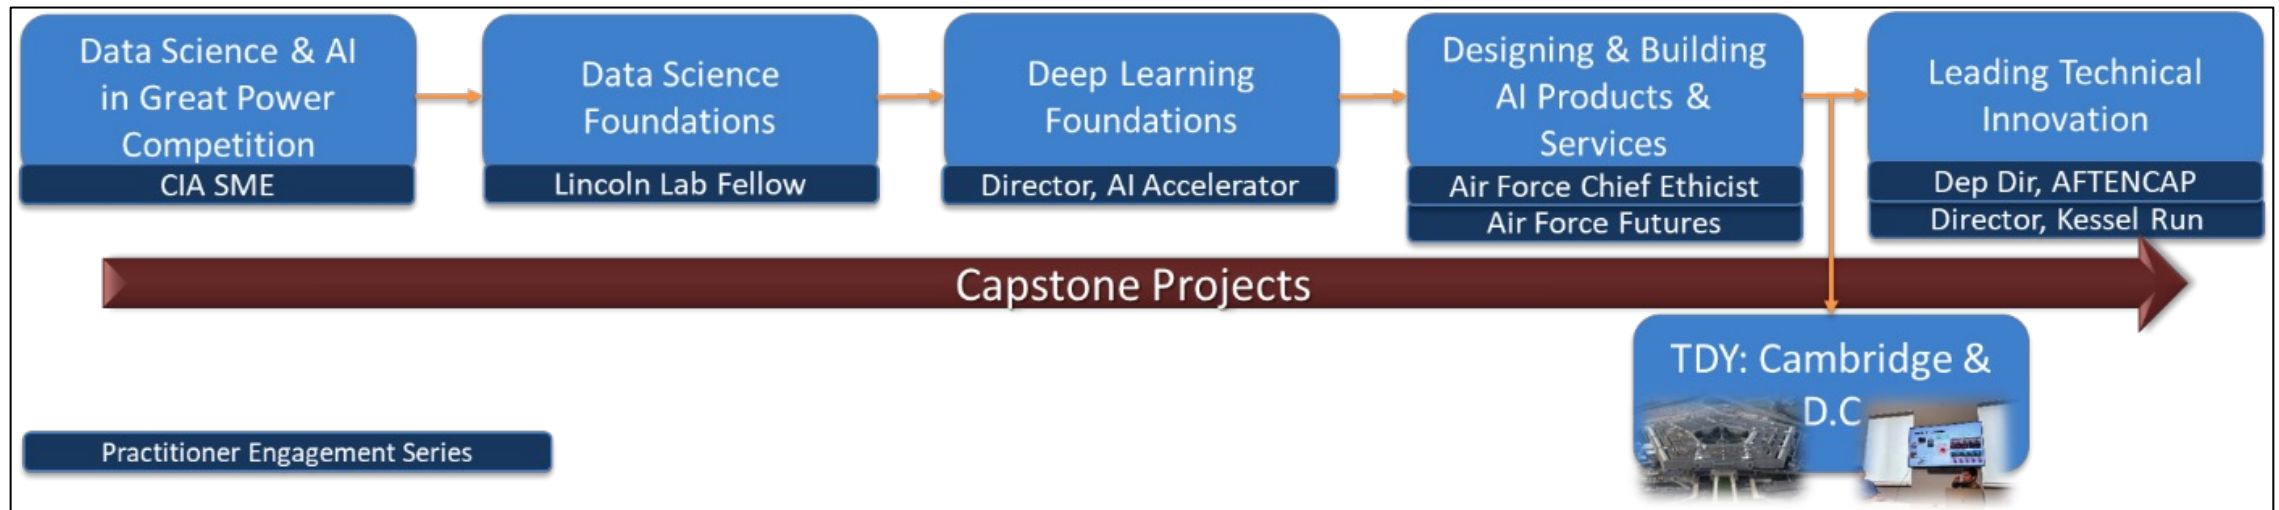 Data Science & AI
in Great Power
Competition
CIA SME
Data Science
Foundations
Lincoln Lab Fellow
Deep Learning
Foundations
Director, AI Accelerator
Designing & Building
AI Products &
Services
Air Force Chief Ethicist
Air Force Futures
Leading Technical
Innovation
Dep Dir, AFTENCAP
Director, Kessel Run
Capstone Projects
TDY: Cambridge &
D.C
Practitioner Engagement Series